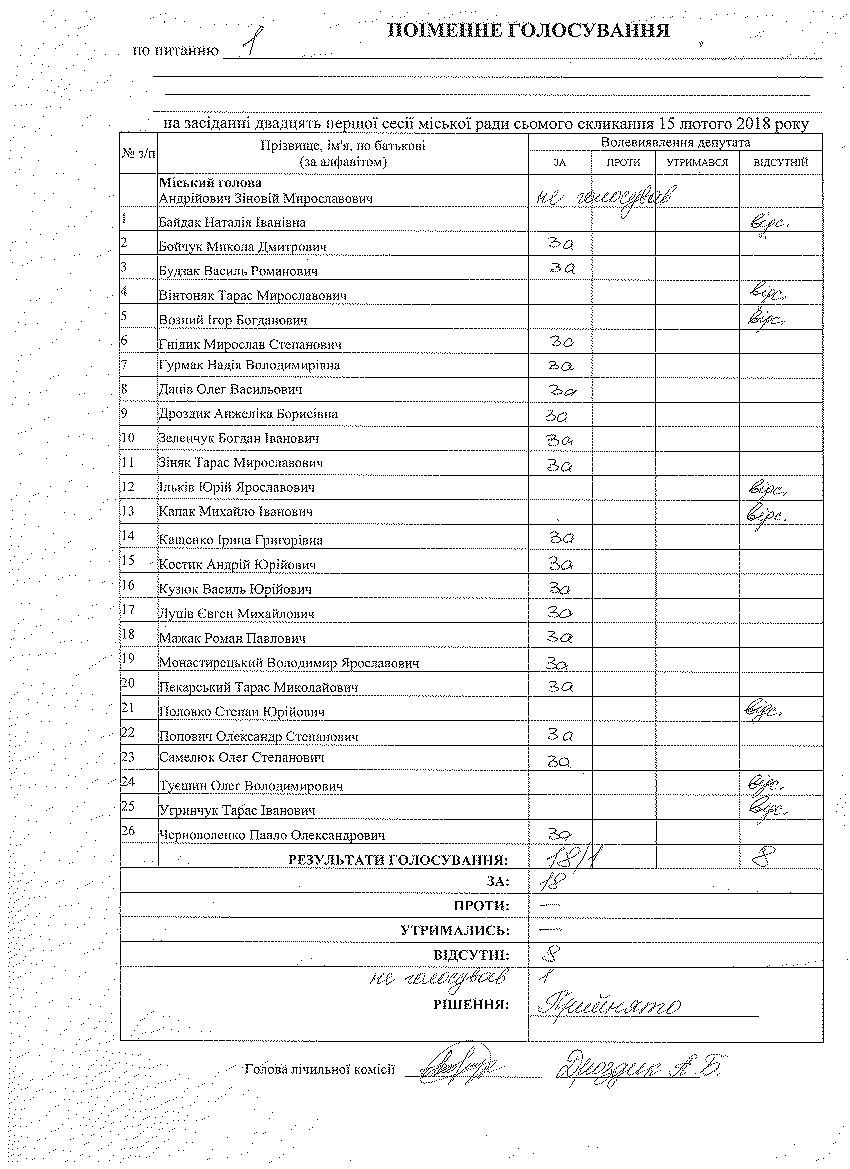 ПОІМЕННЕ ГОЛОСУВАННЯ
по питанню 1
на засіданні двадцять першої сесії міської ради сьомого скликання 15 лютого 2018 року
№ з/п Прізвище, ім'я, по батькові (за алфавітом) Волевиявлення депутата
ЗА ПРОТИ УТРИМАВСЯ ВІДСУТНІЙ
Міський голова
Андрійович Зіновій Мирославович не голосував
1 Байдак Наталія Іванівна відс.
2 Бойчук Микола Дмитрович За
3 Будзак Василь Романович За
4 Вінтоняк Тарас Мирославович відс.
5 Возний Ігор Богданович відс.
6 Гнідик Мирослав Степанович За
7 Гурмак Надія Володимирівна За
8 Данів Олег Васильович За
9 Дроздик Анжеліка Борисівна За
10 Зеленчук Богдан Іванович За
11 Зіняк Тарас Мирославович За
12 Ільків Юрій Ярославович відс.
13 Капак Михайло Іванович відс.
14 Кащенко Ірина Григорівна За
15 Костик Андрій Юрійович За
16 Кузюк Василь Юрійович За
17 Луців Євген Михайлович За
18 Мажак Роман Павлович За
19 Монастирецький Володимир Ярославович За
20 Пекарський Тарас Миколайович За
21 Половко Степан Юрійович відс.
22 Попович Олександр Степанович За
23 Самелюк Олег Степанович За
24 Туєшин Олег Володимирович відс.
25 Угринчук Тарас Іванович відс.
26 Черноволенко Павло Олександрович За
РЕЗУЛЬТАТИ ГОЛОСУВАННЯ: 18/1 8
ЗА: 18
ПРОТИ: —
УТРИМАЛИСЬ: —
ВІДСУТНІ: 8
не голосував 1
РІШЕННЯ: Прийнято
Голова лічильної комісії Дроздик А.Б.